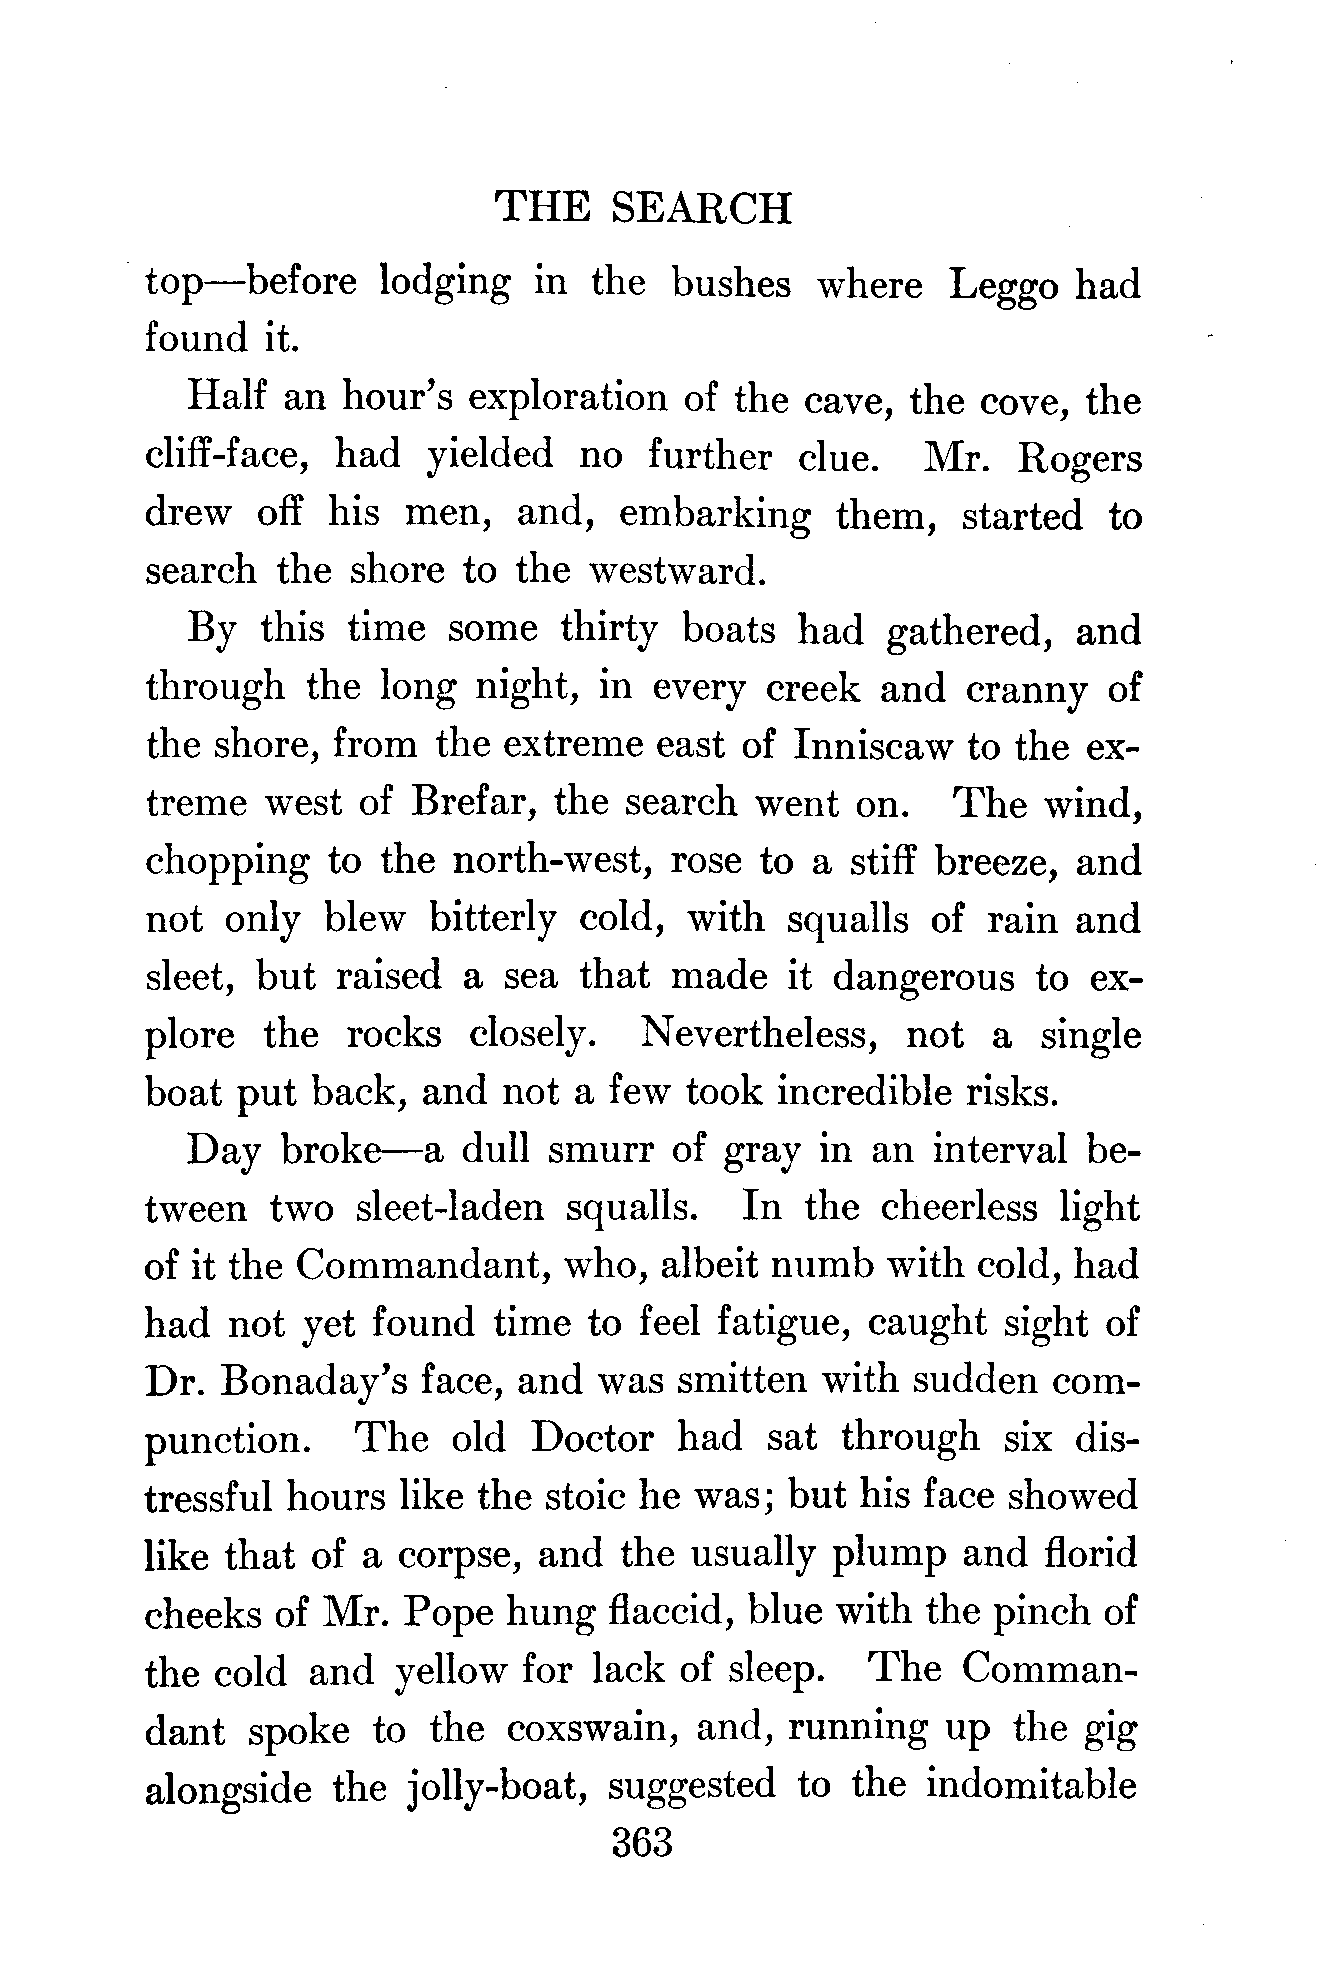 THE SEARCH
top—before lodging in the bushes where Leggo had
found it.
Half an hour's exploration of the cave, the cove, the
cliff-face, had yielded no further clue. Mr. Rogers
drew off his men, and, embarking them, started to
search the shore to the westward.
By this time some thirty boats had gathered, and
through the long night, in every creek and cranny of
the shore, from the extreme east of Inniscaw to the ex-
treme west of Brefar, the search went on. The wind,
chopping to the north-west, rose to a stiff breeze, and
not only blew bitterly cold, with squalls of rain and
sleet, but raised a sea that made it dangerous to ex-
plore the rocks closely. Nevertheless, not a single
boat put back, and not a few took incredible risks.
Day broke—a dull smurr of gray in an interval be-
tween two sleet-laden squalls. In the cheerless light
of it the Commandant, who, albeit numb with cold, had
had not yet found time to feel fatigue, caught sight of
Dr. Bonaday's face, and was smitten with sudden com-
punction. The old Doctor had sat through six dis-
tressful hours like the stoic he was; but his face showed
like that of a corpse, and the usually plump and florid
cheeks of Mr. Pope hung flaccid, blue with the pinch of
the cold and yellow for lack of sleep. The Comman-
dant spoke to the coxswain, and, running up the gig
alongside the jolly-boat, suggested to the indomitable
363